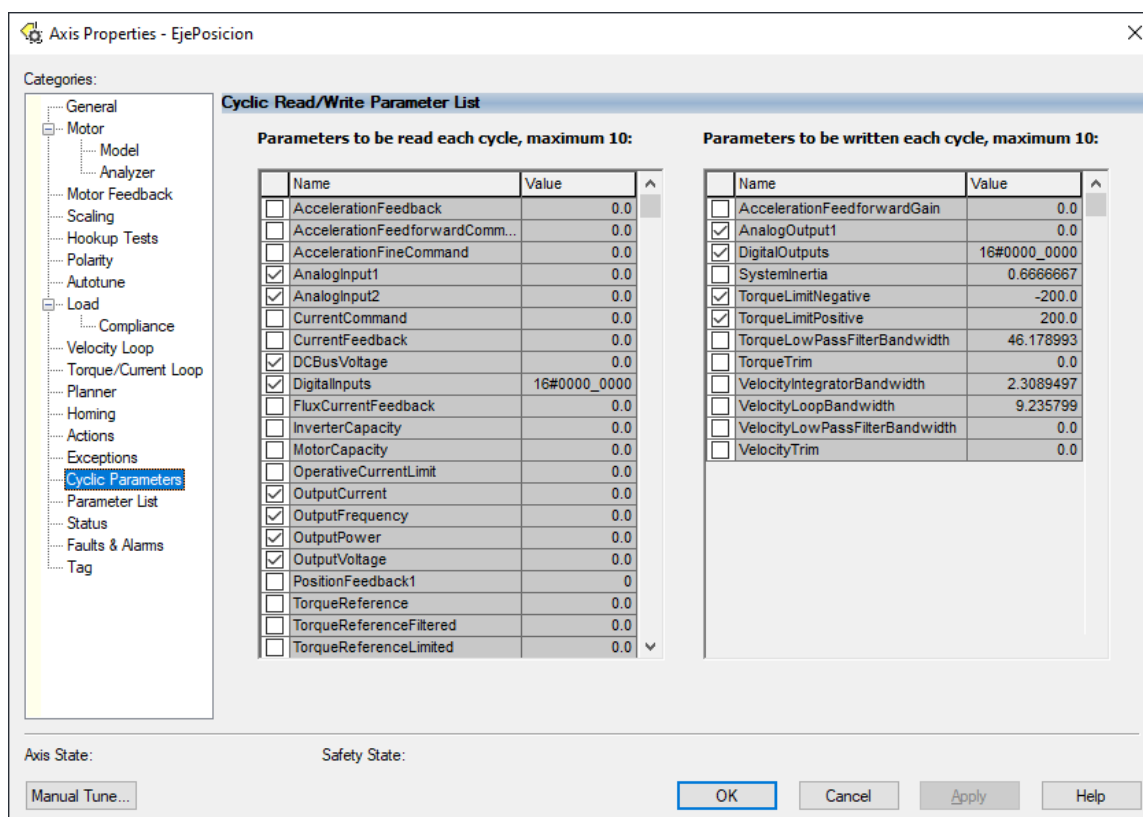 Axis Properties - EjePosicion
Categories:
General
Motor
Model
Analyzer
Motor Feedback
Scaling
Hookup Tests
Polarity
Autotune
Load
Compliance
Velocity Loop
Torque/Current Loop
Planner
Homing
Actions
Exceptions
Cyclic Parameters
Parameter List
Status
Faults & Alarms
Tag
Cyclic Read/Write Parameter List
Parameters to be read each cycle, maximum 10:
Name Value
AccelerationFeedback 0.0
AccelerationFeedforwardComm... 0.0
AccelerationFineCommand 0.0
AnalogInput1 0.0
AnalogInput2 0.0
CurrentCommand 0.0
CurrentFeedback 0.0
DCBusVoltage 0.0
DigitalInputs 16#0000_0000
FluxCurrentFeedback 0.0
InverterCapacity 0.0
MotorCapacity 0.0
OperativeCurrentLimit 0.0
OutputCurrent 0.0
OutputFrequency 0.0
OutputPower 0.0
OutputVoltage 0.0
PositionFeedback1 0
TorqueReference 0.0
TorqueReferenceFiltered 0.0
TorqueReferenceLimited 0.0
Parameters to be written each cycle, maximum 10:
Name Value
AccelerationFeedforwardGain 0.0
AnalogOutput1 0.0
DigitalOutputs 16#0000_0000
SystemInertia 0.6666667
TorqueLimitNegative -200.0
TorqueLimitPositive 200.0
TorqueLowPassFilterBandwidth 46.178993
TorqueTrim 0.0
VelocityIntegratorBandwidth 2.3089497
VelocityLoopBandwidth 9.235799
VelocityLowPassFilterBandwidth 0.0
VelocityTrim 0.0
Axis State: Safety State:
Manual Tune... OK Cancel Apply Help